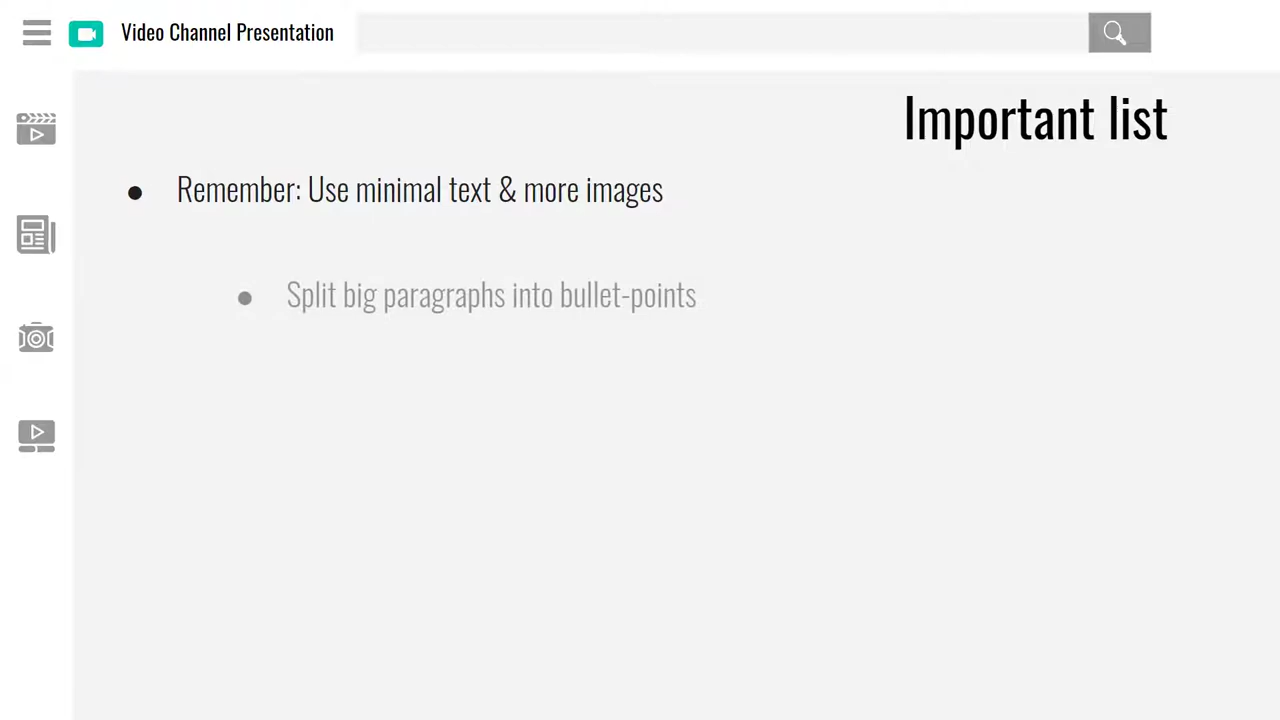 Video Channel Presentation
Important list
● Remember: Use minimal text & more images
● Split big paragraphs into bullet-points